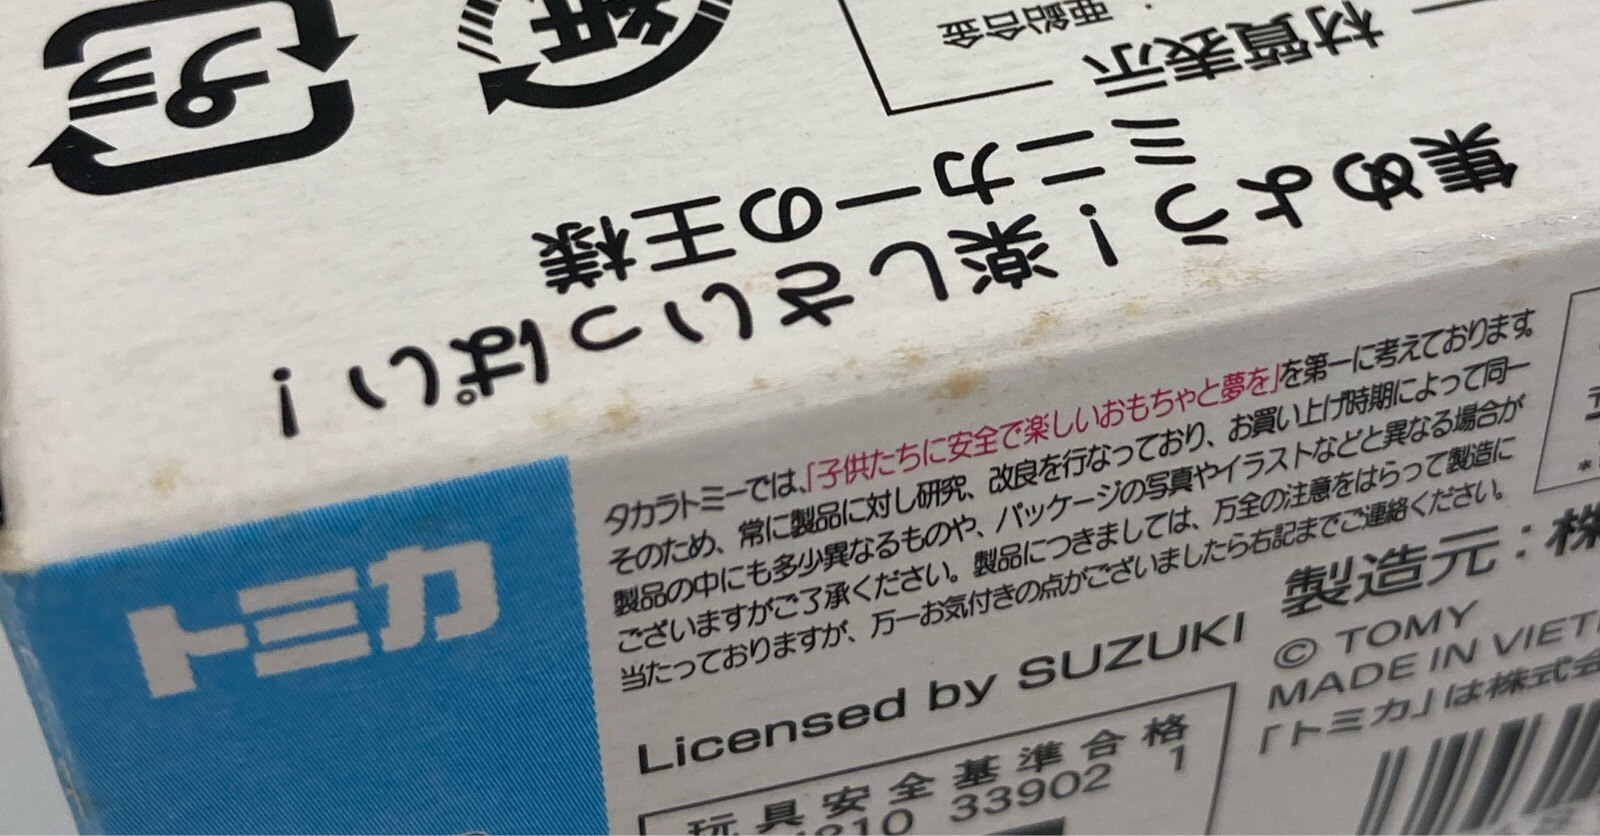 プラ
紙
亜鉛合金
材質表示
集めよう！楽しさいっぱい！
ミニカーの王様
トミカ
タカラトミーでは、「子供たちに安全で楽しいおもちゃと夢を」を第一に考えております。
そのため、常に製品に対し研究、改良を行なっており、お買い上げ時期によって同一
製品の中にも多少異なるものや、パッケージの写真やイラストなどと異なる場合が
ございますがご了承ください。製品につきましては、万全の注意をはらって製造に
当たっておりますが、万一お気付きの点がございましたら右記までご連絡ください。
Licensed by SUZUKI
製造元：株
© TOMY
MADE IN VIET
「トミカ」は株式会
玩具安全基準合格
810 33902 1